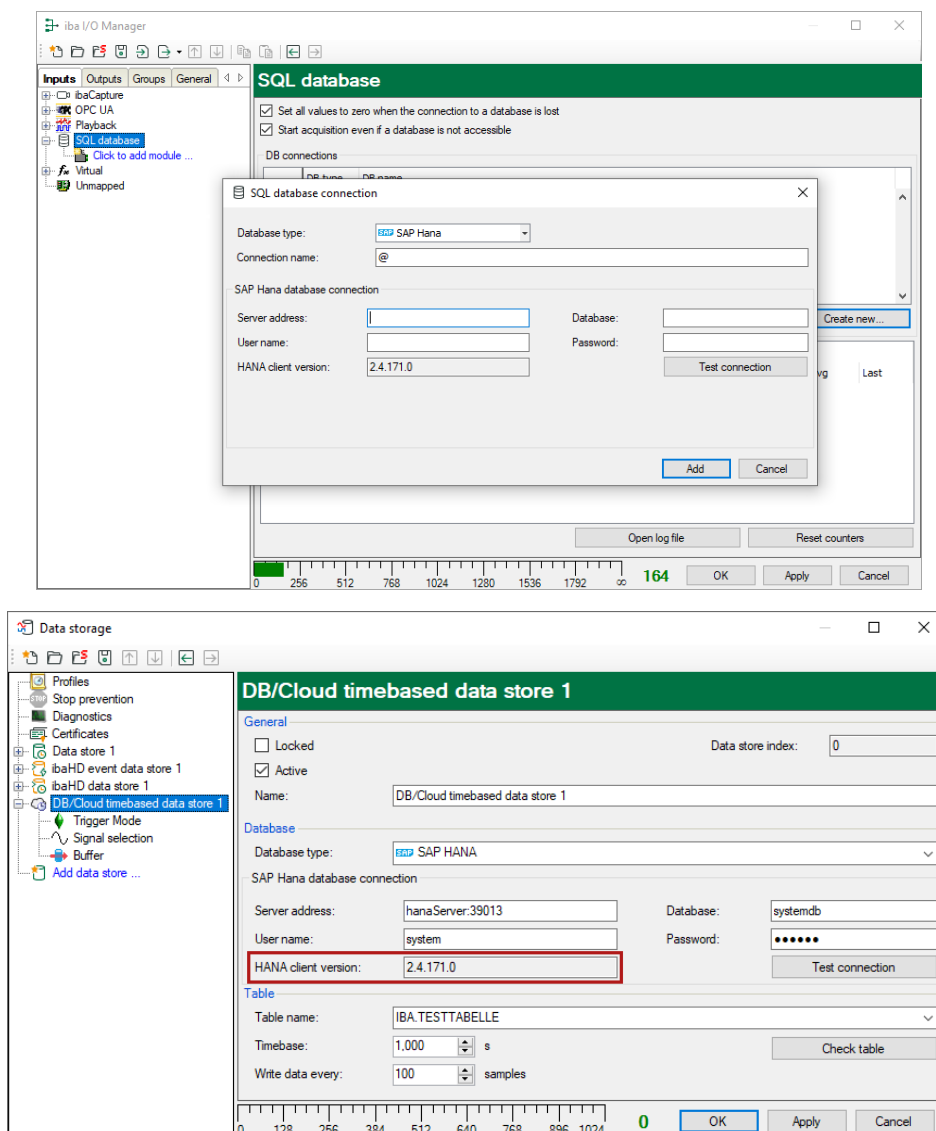 iba I/O Manager
Inputs Outputs Groups General
SQL database
ibaCapture
OPC UA
Playback
SQL database
Click to add module ...
Virtual
Unmapped
Set all values to zero when the connection to a database is lost
Start acquisition even if a database is not accessible
DB connections
DB type DB name
SQL database connection
Database type: SAP SAP Hana
Connection name: @
SAP Hana database connection
Server address: Database:
User name: Password:
HANA client version: 2.4.171.0 Test connection
Add Cancel
Create new...
Last
Open log file Reset counters
0 256 512 768 1024 1280 1536 1792 ∞ 164 OK Apply Cancel
Data storage
Profiles
Stop prevention
Diagnostics
Certificates
Data store 1
ibaHD event data store 1
ibaHD data store 1
DB/Cloud timebased data store 1
Trigger Mode
Signal selection
Buffer
Add data store ...
DB/Cloud timebased data store 1
General
Locked Data store index: 0
Active
Name: DB/Cloud timebased data store 1
Database
Database type: SAP SAP HANA
SAP Hana database connection
Server address: hanaServer:39013 Database: systemdb
User name: system Password: ●●●●●●
HANA client version: 2.4.171.0 Test connection
Table
Table name: IBA.TESTTABELLE
Timebase: 1,000 s Check table
Write data every: 100 samples
0 128 256 384 512 640 768 896 1024 0 OK Apply Cancel